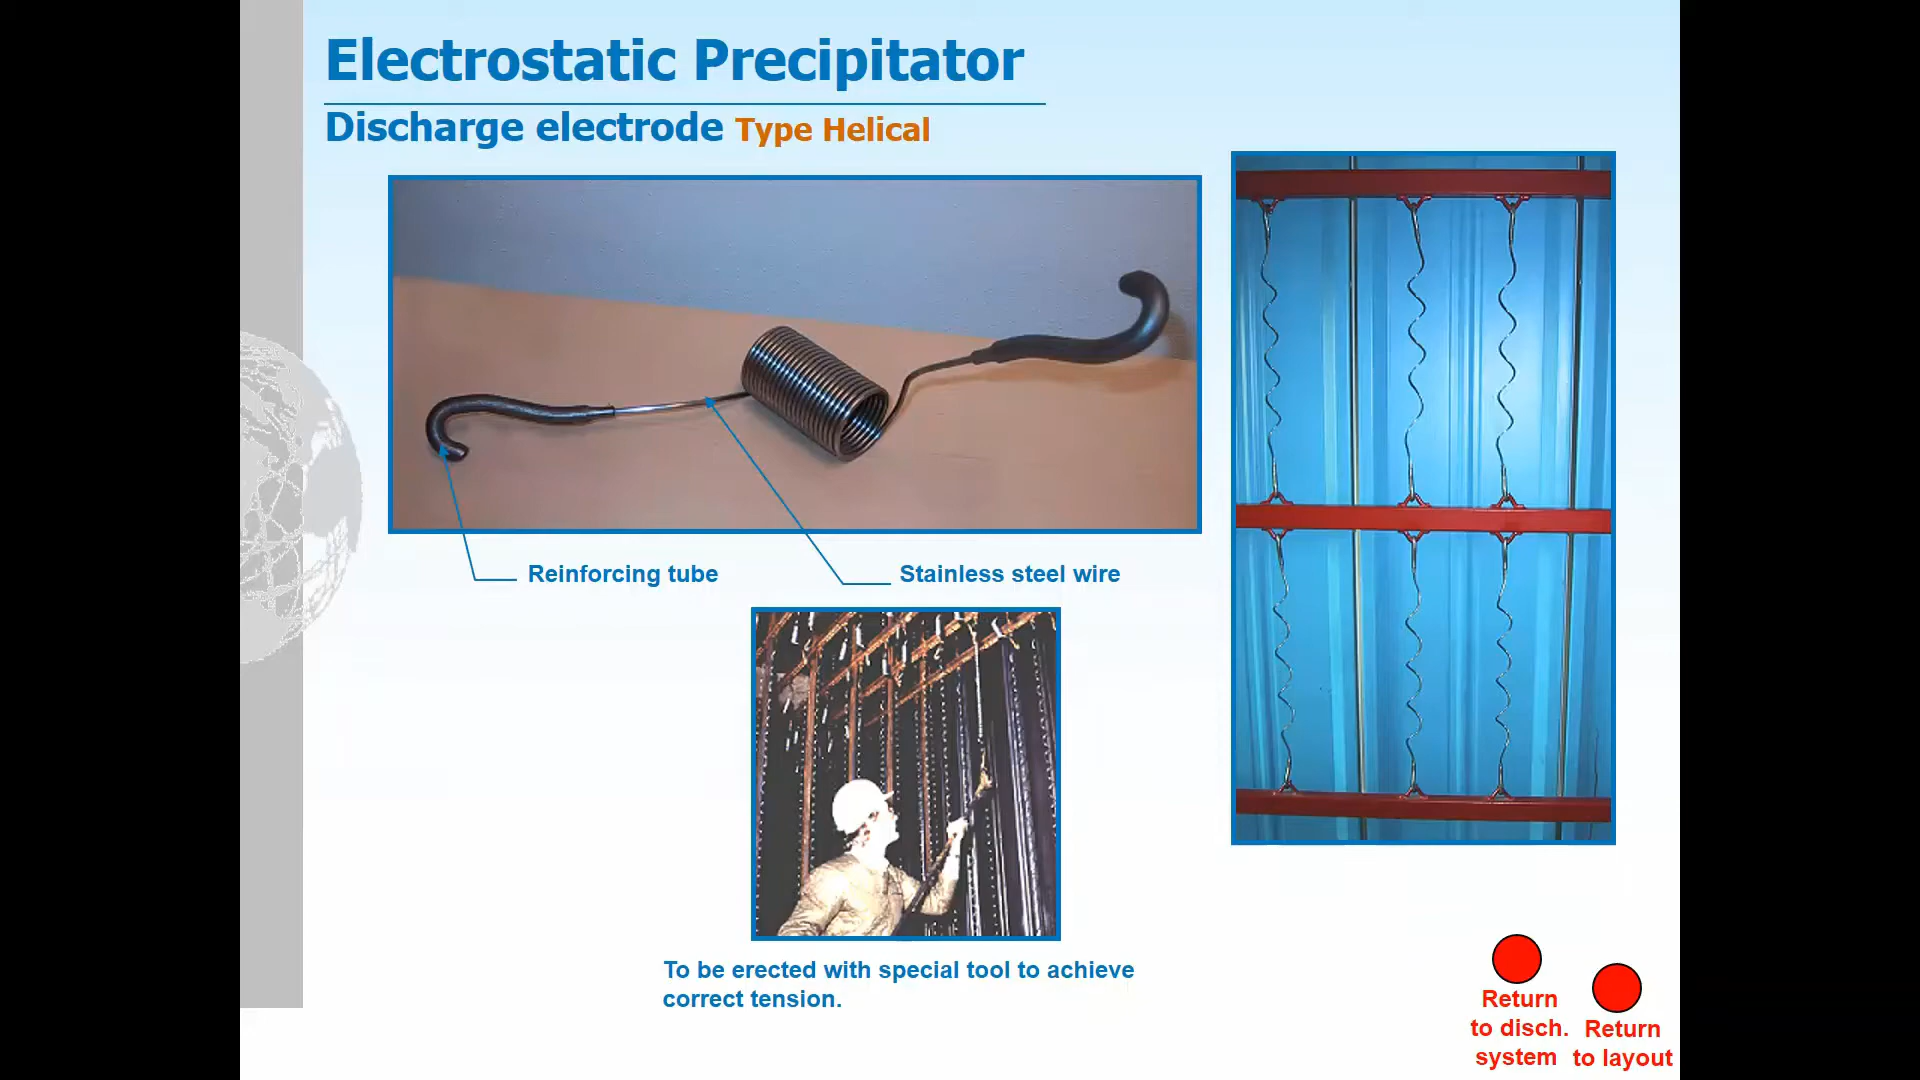 Electrostatic Precipitator
Discharge electrode Type Helical
Reinforcing tube
Stainless steel wire
To be erected with special tool to achieve
correct tension.
Return
to disch.
system
Return
to layout